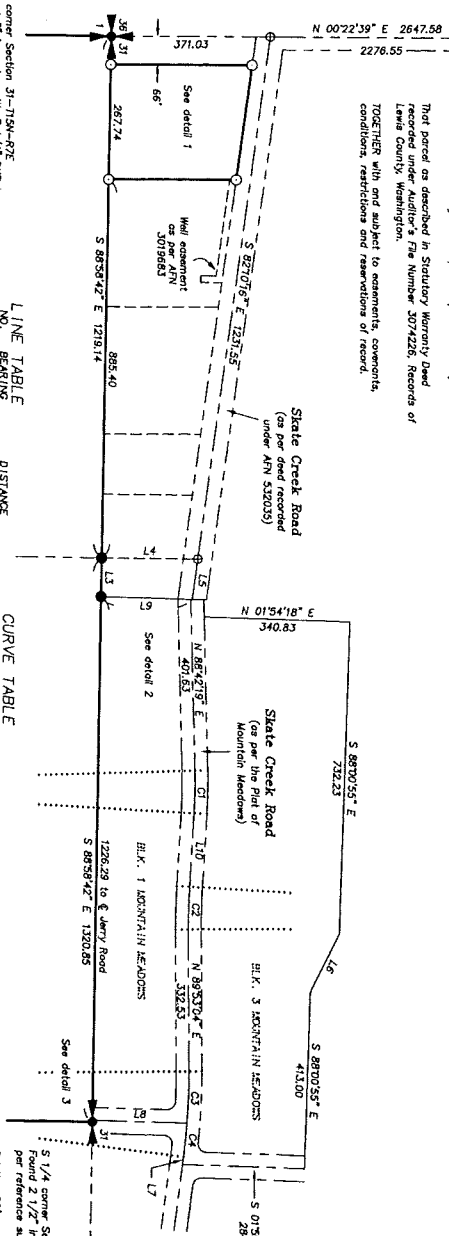 That parcel as described in Statutory Warranty Deed
recorded under Auditor's File Number 3074226, Records of
Lewis County, Washington.
TOGETHER with and subject to easements, covenants,
conditions, restrictions and reservations of record.
N 00°22'39" E 2647.58
2276.55
371.03
36
31
1
66'
See detail 1
267.74
Well easement
as per AFN
3019683
S 82°10'16" E 1231.55
Skate Creek Road
(as per deed recorded
under AFN 532035)
885.40
S 88°58'42" E 1219.14
L4
L5
L3
L9
N 01°54'18" E
340.83
S 88°00'55" E
732.23
L6
S 88°00'55" E
413.00
Skate Creek Road
(as per the Plat of
Mountain Meadows)
N 88°42'19" E
401.63
C1
L10
C2
N 89°53'04" E
332.53
C3
C4
See detail 2
BLK. 1 MOUNTAIN MEADOWS
BLK. 3 MOUNTAIN MEADOWS
1226.29 to ℄ Jerry Road
S 88°58'42" E 1320.85
See detail 3
L8
31
L7
corner Section 31-T15N-R7E
LINE TABLE
NO. BEARING DISTANCE
CURVE TABLE
S 1/4 corner
Found 2 1/2"
per reference